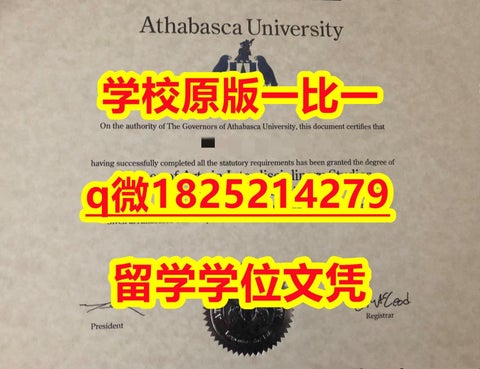 Athabasca University
学校原版一比一
On the authority of The Governors of Athabasca University, this document certifies that
having successfully completed all the statutory requirements has been granted the degree of
q微1825214279
留学学位文凭
President
Registrar